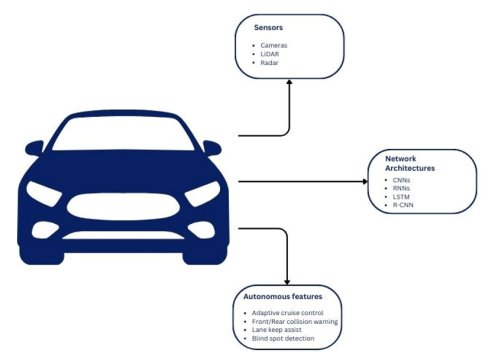 Sensors
• Cameras
• LiDAR
• Radar
Network
Architectures
• CNNs
• RNNs
• LSTM
• R-CNN
Autonomous features
• Adaptive cruise control
• Front/Rear collision warning
• Lane keep assist
• Blind spot detection